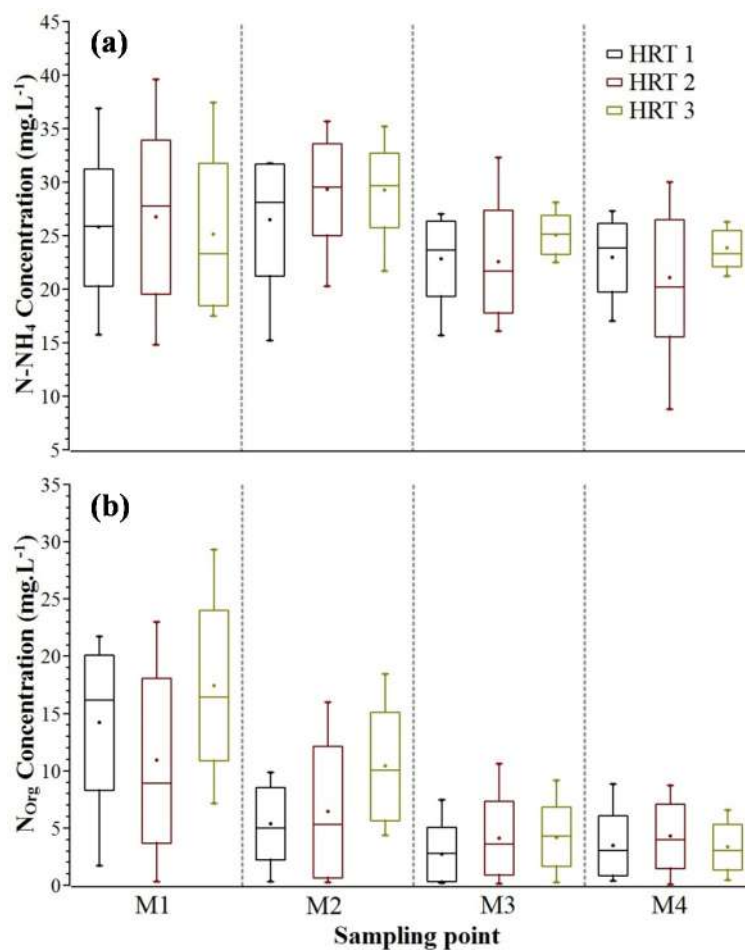 (a)
HRT 1
HRT 2
HRT 3
N-NH₄ Concentration (mg.L⁻¹)
45
40
35
30
25
20
15
10
5
(b)
N_Org Concentration (mg.L⁻¹)
35
30
25
20
15
10
5
0
M1 M2 M3 M4
Sampling point